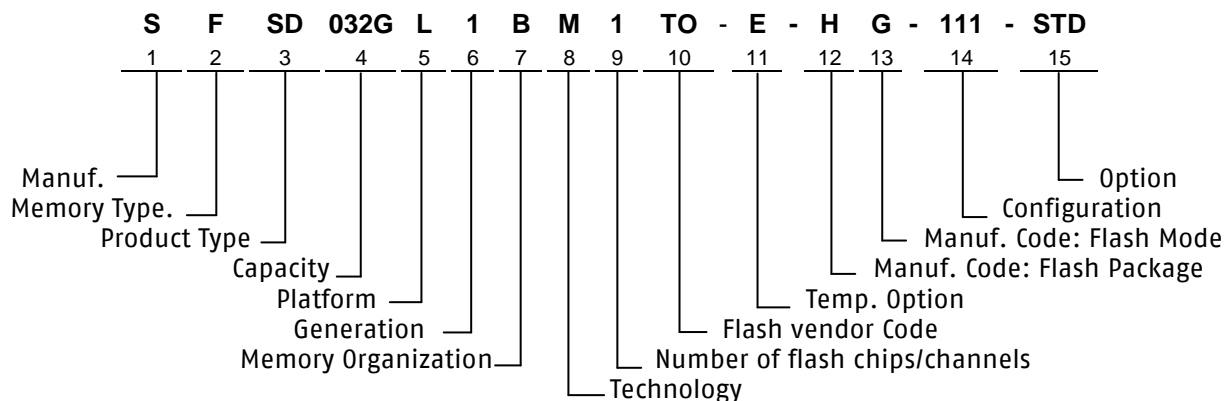 S F SD 032G L 1 B M 1 TO - E - H G - 111 - STD
1 2 3 4 5 6 7 8 9 10 11 12 13 14 15
Manuf. Option
Memory Type. Configuration
Product Type Manuf. Code: Flash Mode
Capacity Manuf. Code: Flash Package
Platform Temp. Option
Generation Flash vendor Code
Memory Organization Number of flash chips/channels
Technology